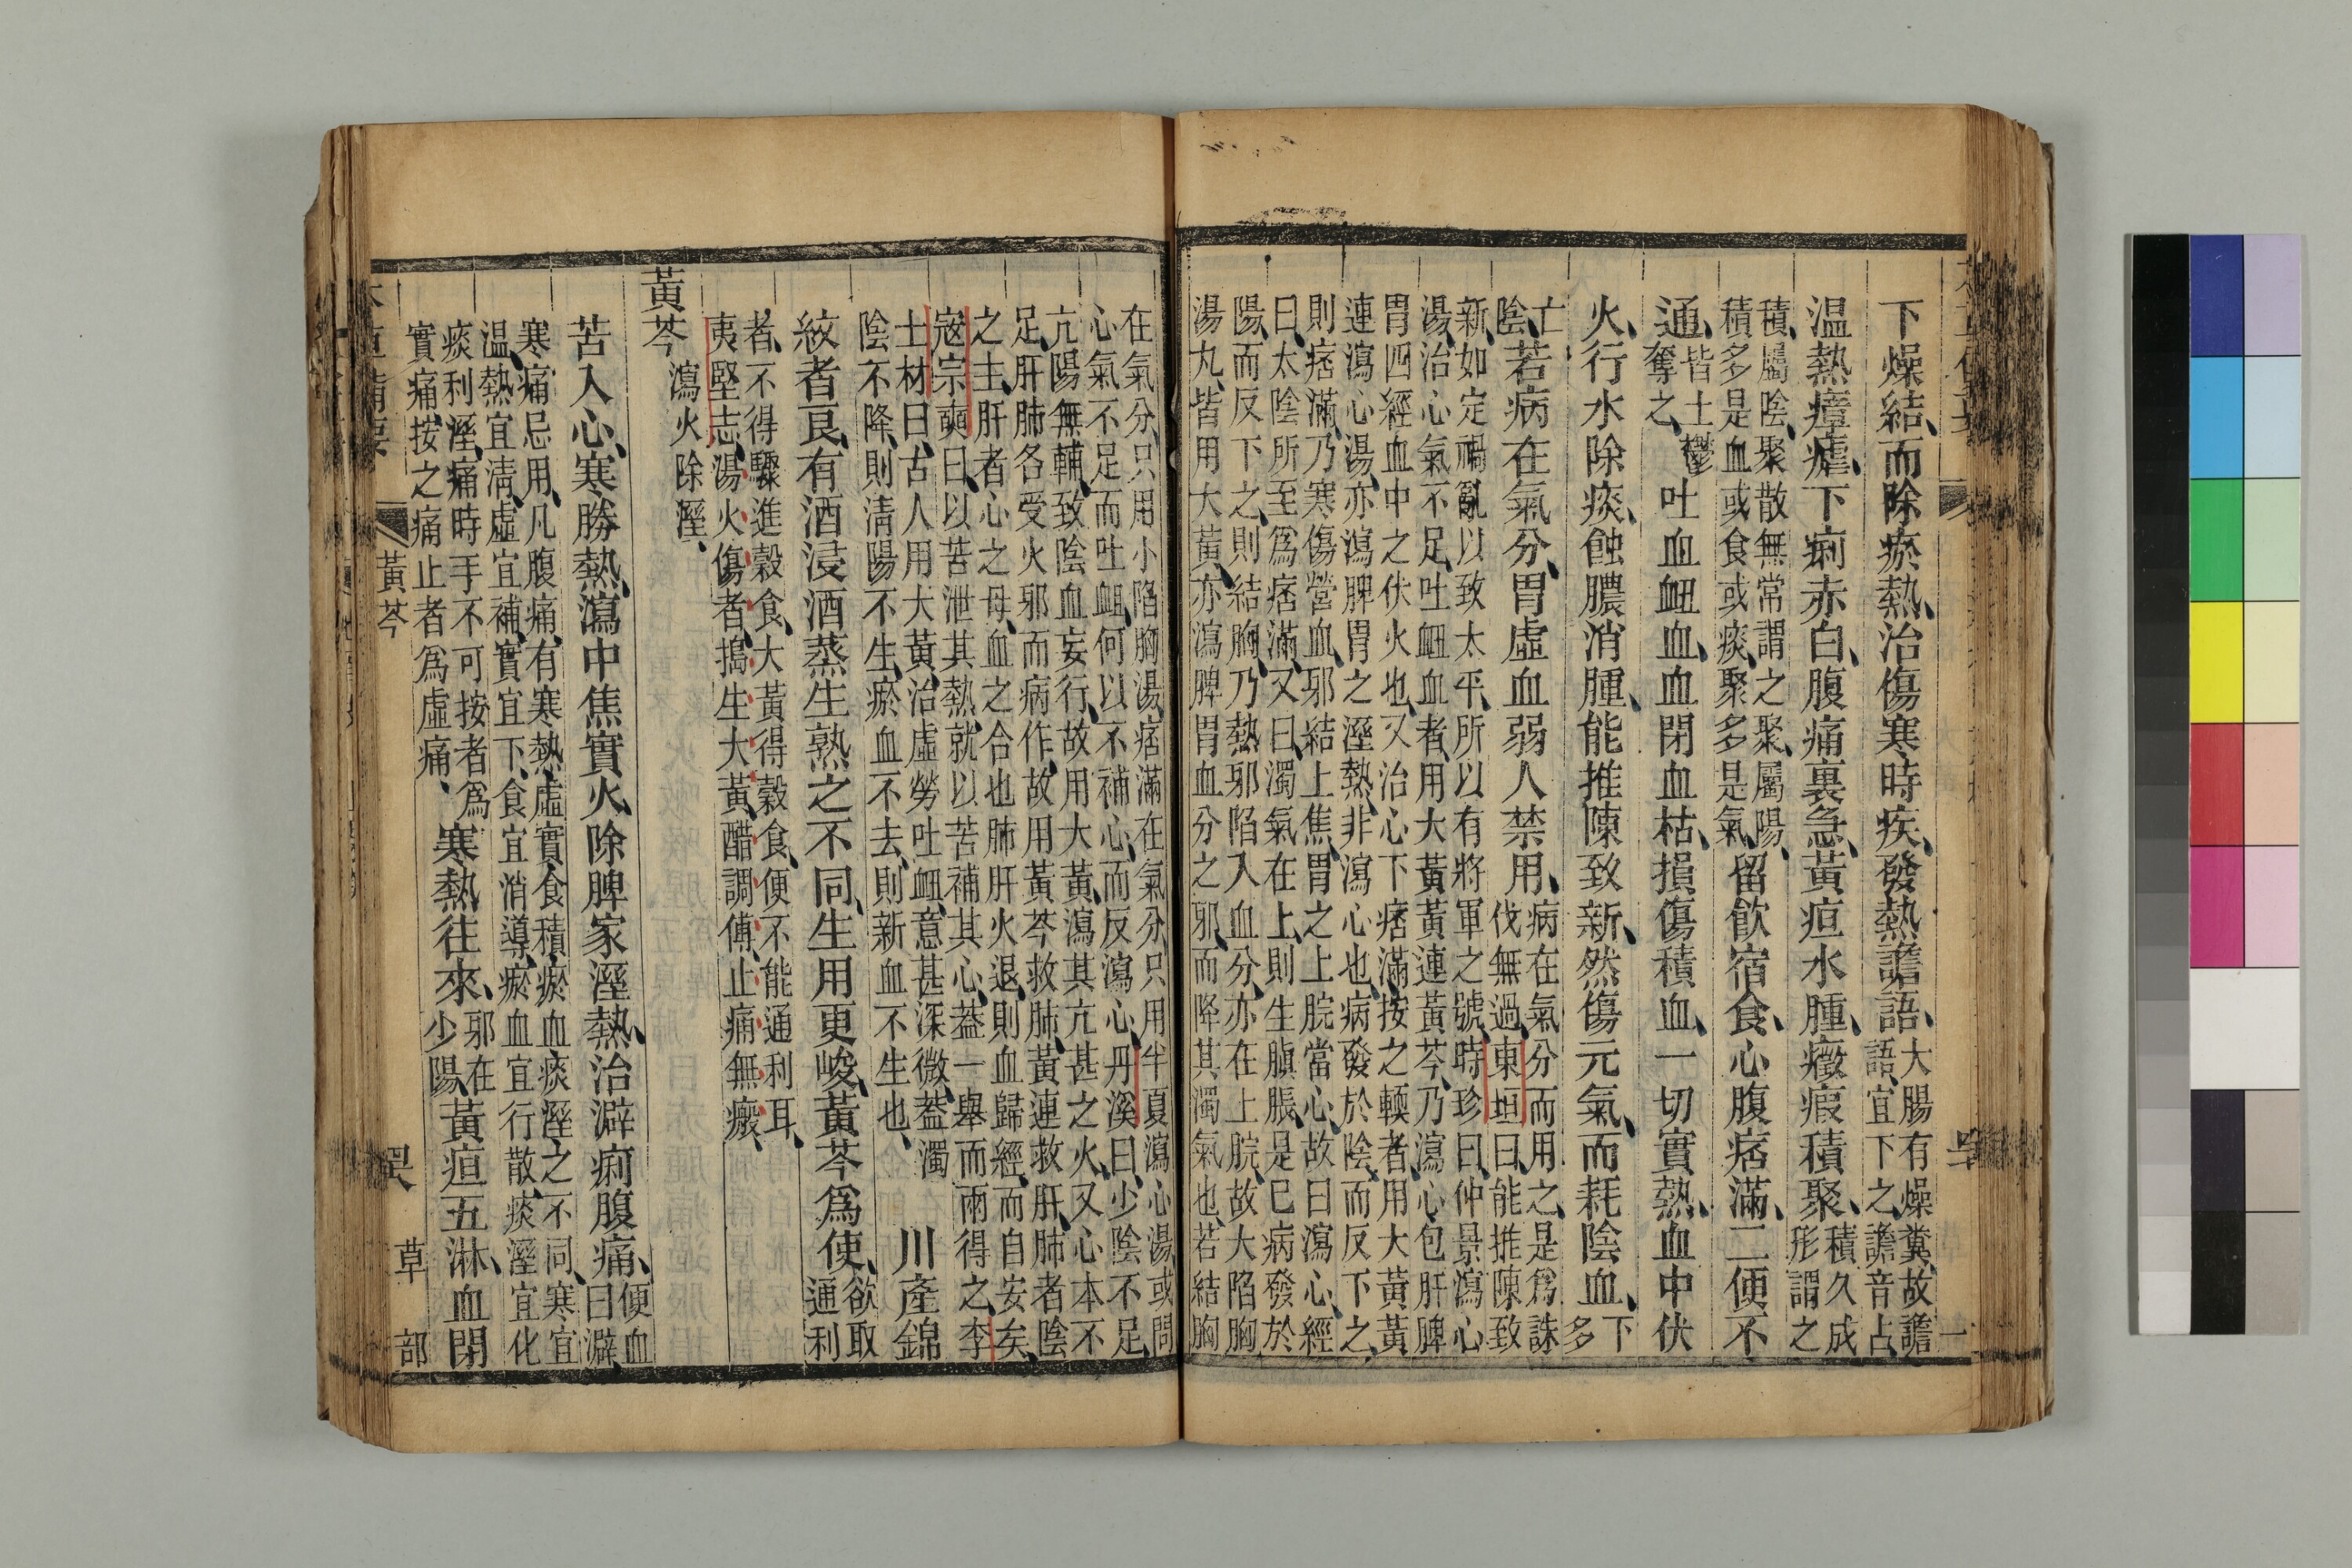 下燥結、而除瘀熱、治傷寒時疾、發熱譫語、大腸有燥糞、故譫語、宜下之、譫音占、
温熱瘴瘧、下痢赤白、腹痛裏急、黃疸水腫、癥瘕積聚、積久成形謂之
積、屬陰、聚散無常謂之聚、屬陽、積多是血或食或痰、聚多是氣、留飲宿食、心腹痞滿、二便不
通、皆土鬱奪之、吐血衄血、血閉血枯、損傷積血、一切實熱、血中伏
火、行水除痰、蝕膿消腫、能推陳致新、然傷元氣、而耗陰血、下多
亡陰、若病在氣分、胃虛血弱人禁用、病在氣分而用之、是爲誅伐無過、東垣曰、能推陳致
新、如定禍亂以致太平、所以有將軍之號、時珍曰、仲景瀉心
湯、治心氣不足、吐衄血者、用大黃黃連黃芩、乃瀉心包肝脾
胃四經血中之伏火也、又治心下痞滿、按之輭者、用大黃黃
連瀉心湯、亦瀉脾胃之溼熱、非瀉心也、病發於陰、而反下之、
則痞滿、乃寒傷營血、邪結上焦、胃之上脘當心、故曰瀉心、經
曰、太陰所至爲痞滿、又曰、濁氣在上、則生䐜脹、是已病發於
陽、而反下之、則結胸、乃熱邪陷入血分、亦在上脘、故大陷胸
湯丸、皆用大黃、亦瀉脾胃血分之邪、而降其濁氣也、若結胸
在氣分、只用小陷胸湯、痞滿在氣分、只用半夏瀉心湯、或問
心氣不足而吐衄、何以不補心、而反瀉心、丹溪曰、少陰不足、
亢陽無輔、致陰血妄行、故用大黃、瀉其亢甚之火、又心本不
足、肝肺各受火邪而病作、故用黃芩救肺、黃連救肝、肺者陰
之主、肝者心之母、血之合也、肺肝火退、則血歸經、而自安矣、
寇宗奭曰、以苦泄其熱、就以苦補其心、葢一舉而兩得之、李
士材曰、古人用大黃、治虛勞吐衄、意甚深微、葢濁
陰不降、則清陽不生、瘀血不去、則新血不生也、川產錦
紋者良、有酒浸酒蒸生熟之不同、生用更峻、黃芩爲使、欲取通利
者、不得驟進穀食、大黃得穀食、便不能通利耳、
夷堅志、湯火傷者、搗生大黃、醋調傅、止痛無癜、
黃芩 瀉火除溼、
苦入心、寒勝熱、瀉中焦實火、除脾家溼熱、治澼痢腹痛、便血曰澼、
寒痛忌用、凡腹痛、有寒熱虛實、食積、瘀血、痰溼之不同、寒宜
温、熱宜清、虛宜補、實宜下、食宜消導、瘀血宜行散、痰溼宜化
痰利溼、痛時手不可按者爲實痛、按之痛止者爲虛痛、寒熱往來、邪在少陽、黃疸五淋、血閉
黃芩
草部